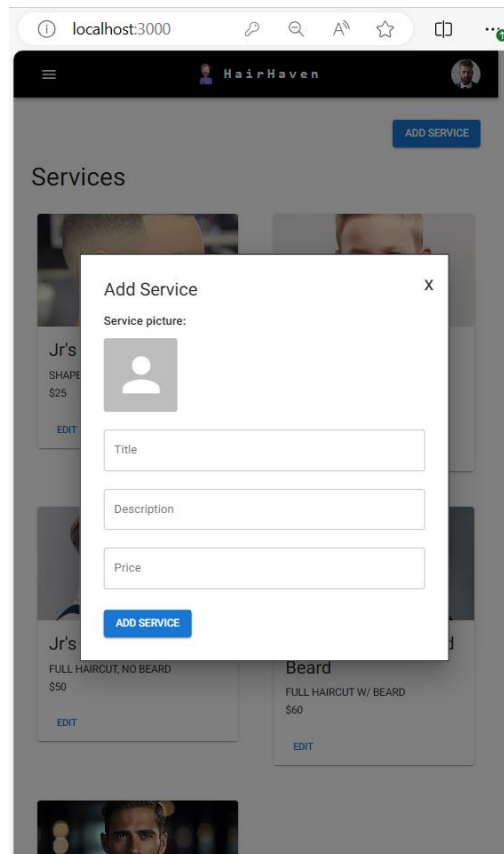 localhost:3000
HairHaven
ADD SERVICE
Services
Add Service
X
Service picture:
Title
Description
Price
ADD SERVICE
Jr's
$25
EDIT
Jr's
FULL HAIRCUT, NO BEARD
$50
EDIT
Beard
FULL HAIRCUT W/ BEARD
$60
EDIT